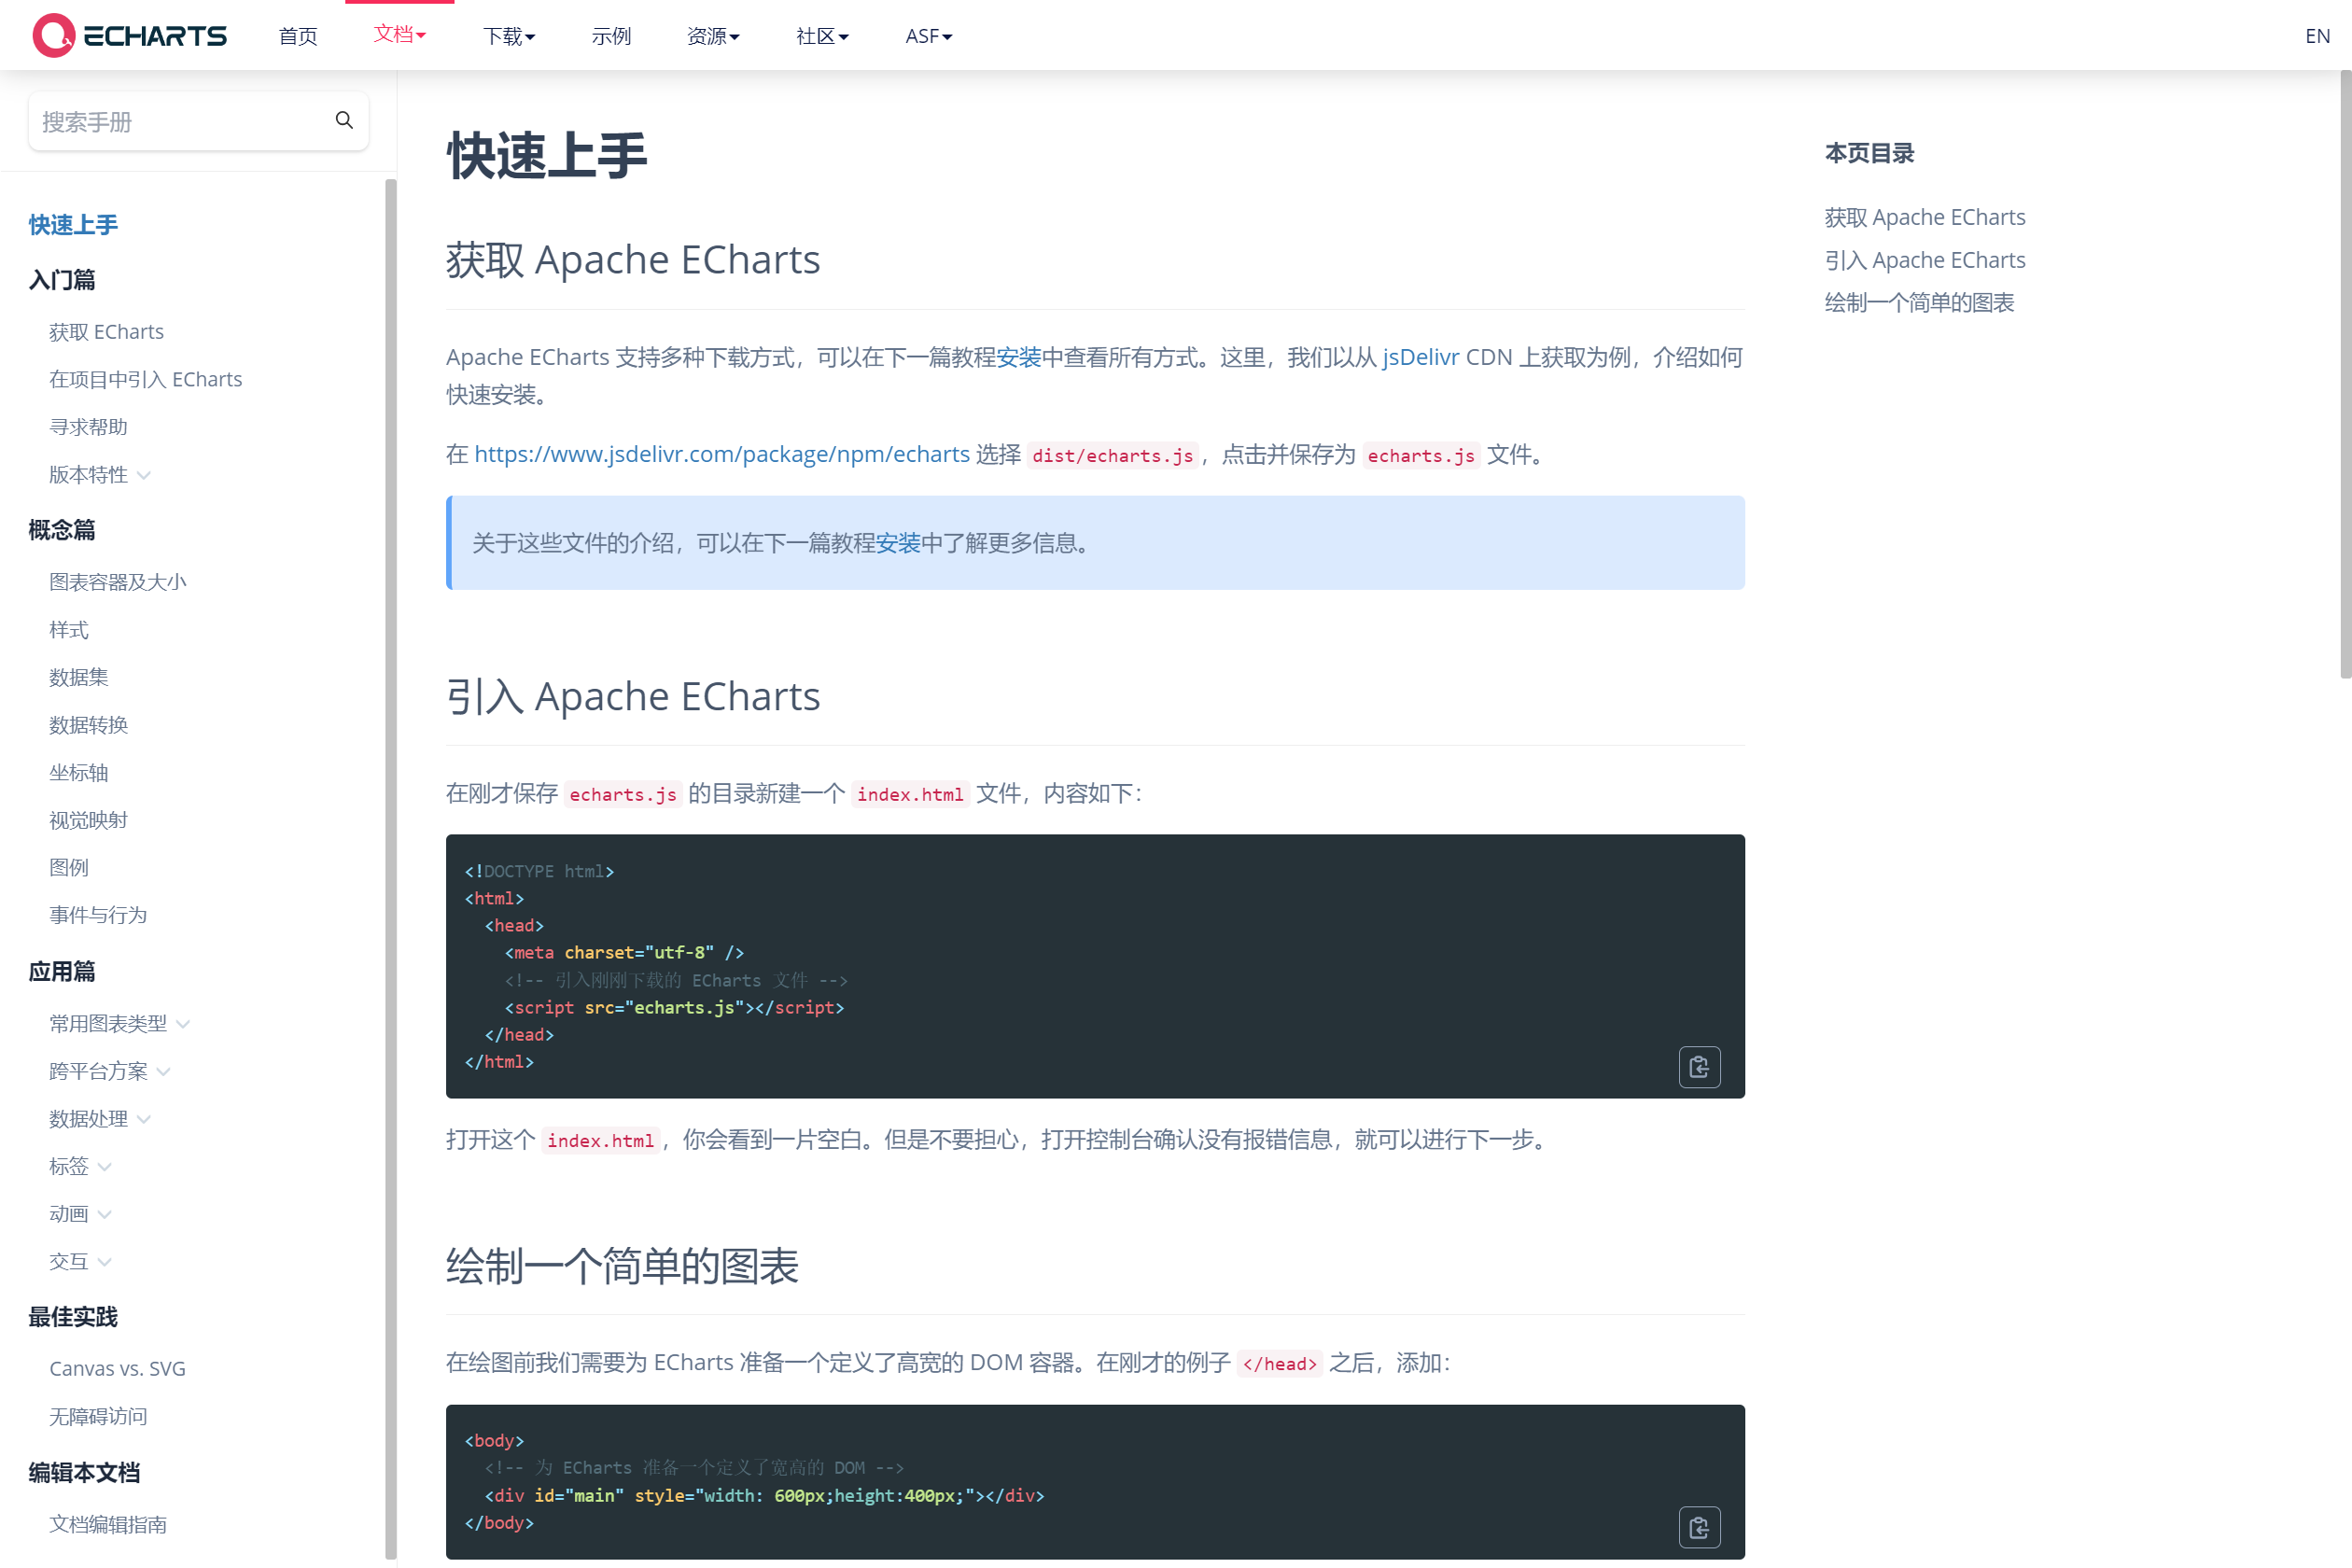 ECHARTS
首页
文档
下载
示例
资源
社区
ASF
EN
搜索手册
快速上手
入门篇
获取 ECharts
在项目中引入 ECharts
寻求帮助
版本特性
概念篇
图表容器及大小
样式
数据集
数据转换
坐标轴
视觉映射
图例
事件与行为
应用篇
常用图表类型
跨平台方案
数据处理
标签
动画
交互
最佳实践
Canvas vs. SVG
无障碍访问
编辑本文档
文档编辑指南
快速上手
获取 Apache ECharts
Apache ECharts 支持多种下载方式，可以在下一篇教程安装中查看所有方式。这里，我们以从 jsDelivr CDN 上获取为例，介绍如何
快速安装。
在 https://www.jsdelivr.com/package/npm/echarts 选择 dist/echarts.js，点击并保存为 echarts.js 文件。
关于这些文件的介绍，可以在下一篇教程安装中了解更多信息。
引入 Apache ECharts
在刚才保存 echarts.js 的目录新建一个 index.html 文件，内容如下：
<!DOCTYPE html>
<html>
  <head>
    <meta charset="utf-8" />
    <!-- 引入刚刚下载的 ECharts 文件 -->
    <script src="echarts.js"></script>
  </head>
</html>
打开这个 index.html，你会看到一片空白。但是不要担心，打开控制台确认没有报错信息，就可以进行下一步。
绘制一个简单的图表
在绘图前我们需要为 ECharts 准备一个定义了高宽的 DOM 容器。在刚才的例子 </head> 之后，添加：
<body>
  <!-- 为 ECharts 准备一个定义了宽高的 DOM -->
  <div id="main" style="width: 600px;height:400px;"></div>
</body>
本页目录
获取 Apache ECharts
引入 Apache ECharts
绘制一个简单的图表